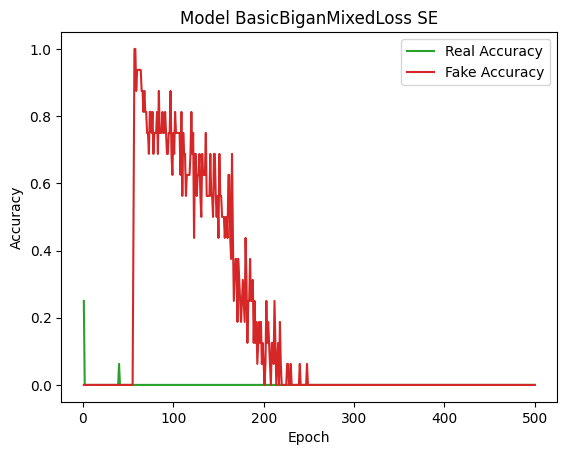 Model BasicBiganMixedLoss SE
Real Accuracy
Fake Accuracy
1.0
0.8
0.6
0.4
0.2
0.0
Accuracy
0 100 200 300 400 500
Epoch